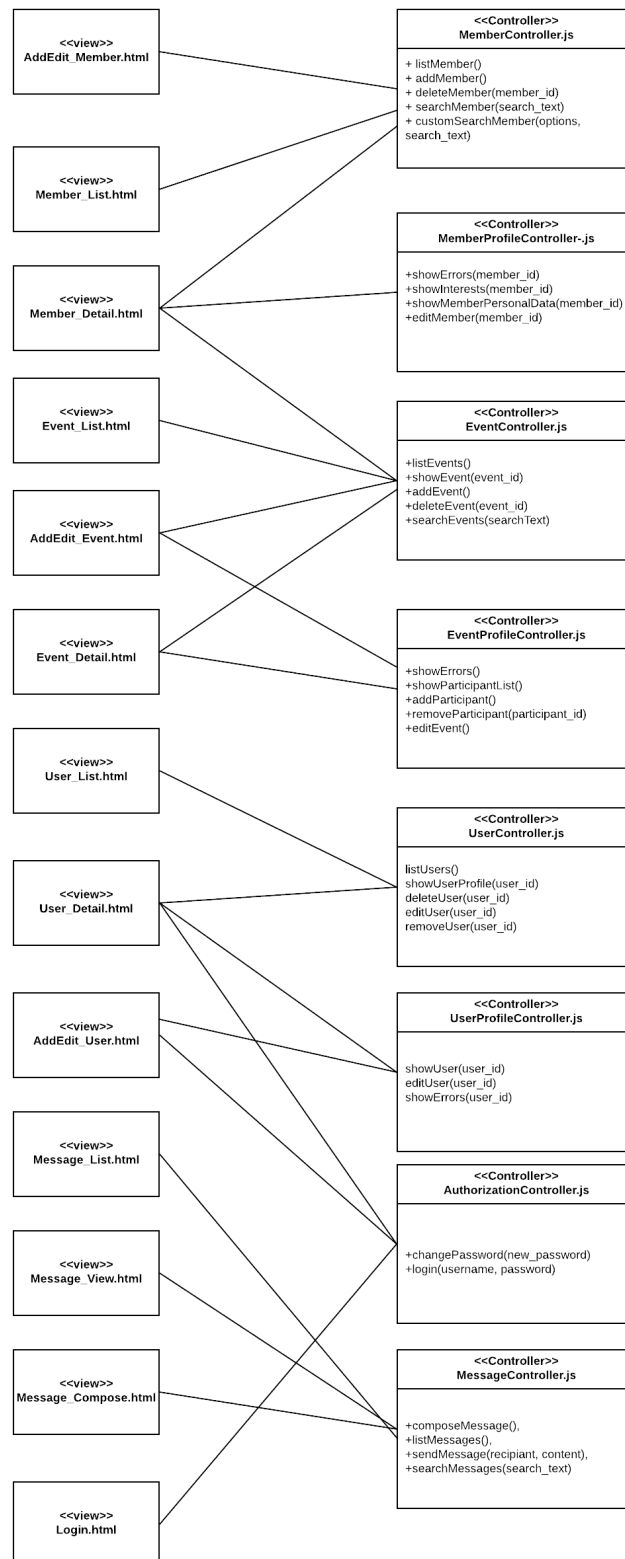 <<view>>
AddEdit_Member.html
<<view>>
Member_List.html
<<view>>
Member_Detail.html
<<view>>
Event_List.html
<<view>>
AddEdit_Event.html
<<view>>
Event_Detail.html
<<view>>
User_List.html
<<view>>
User_Detail.html
<<view>>
AddEdit_User.html
<<view>>
Message_List.html
<<view>>
Message_View.html
<<view>>
Message_Compose.html
<<view>>
Login.html
<<Controller>>
MemberController.js
+ listMember()
+ addMember()
+ deleteMember(member_id)
+ searchMember(search_text)
+ customSearchMember(options,
search_text)
<<Controller>>
MemberProfileController-.js
+showErrors(member_id)
+showInterests(member_id)
+showMemberPersonalData(member_id)
+editMember(member_id)
<<Controller>>
EventController.js
+listEvents()
+showEvent(event_id)
+addEvent()
+deleteEvent(event_id)
+searchEvents(searchText)
<<Controller>>
EventProfileController.js
+showErrors()
+showParticipantList()
+addParticipant()
+removeParticipant(participant_id)
+editEvent()
<<Controller>>
UserController.js
listUsers()
showUserProfile(user_id)
deleteUser(user_id)
editUser(user_id)
removeUser(user_id)
<<Controller>>
UserProfileController.js
showUser(user_id)
editUser(user_id)
showErrors(user_id)
<<Controller>>
AuthorizationController.js
+changePassword(new_password)
+login(username, password)
<<Controller>>
MessageController.js
+composeMessage(),
+listMessages(),
+sendMessage(recipiant, content),
+searchMessages(search_text)